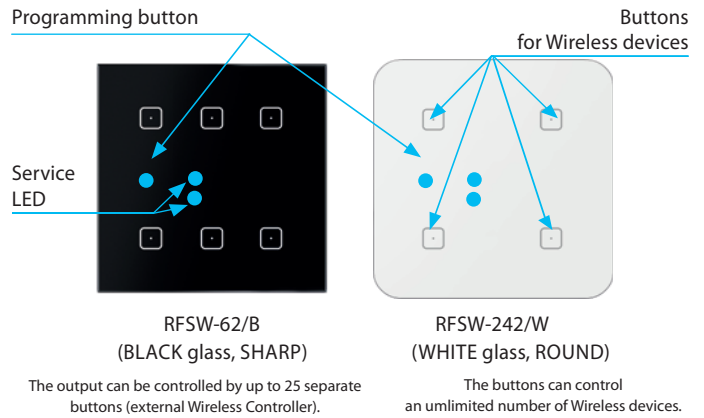 Programming button
Buttons
for Wireless devices
Service
LED
RFSW-62/B
(BLACK glass, SHARP)
The output can be controlled by up to 25 separate
buttons (external Wireless Controller).
RFSW-242/W
(WHITE glass, ROUND)
The buttons can control
an umlimited number of Wireless devices.